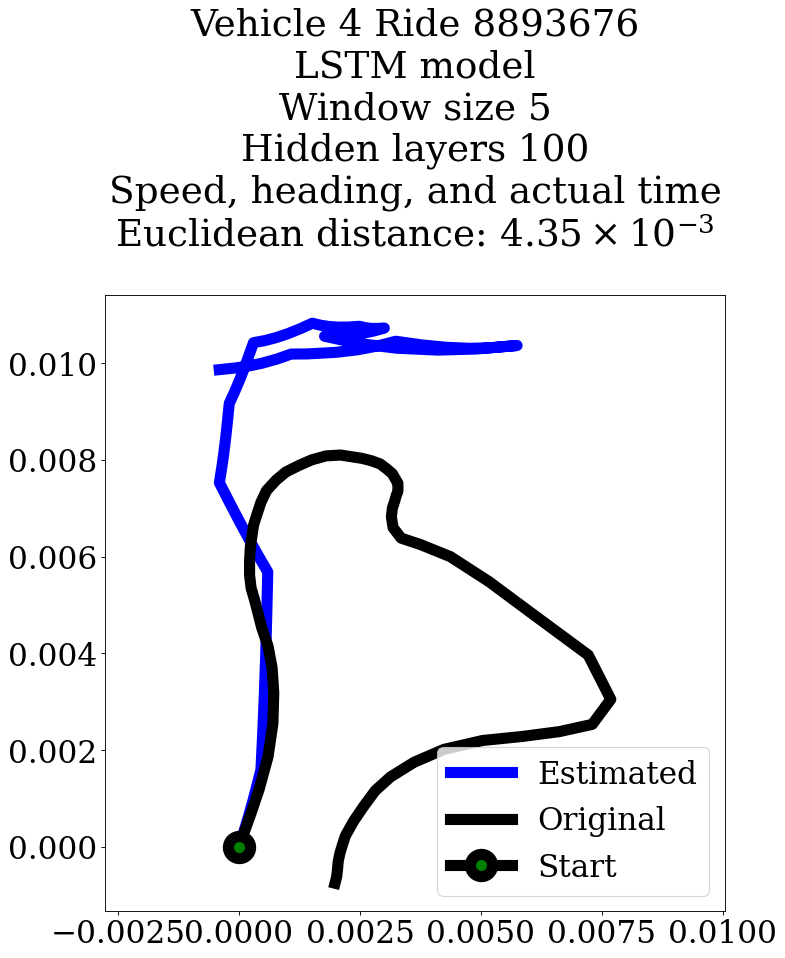 Vehicle 4 Ride 8893676
LSTM model
Window size 5
Hidden layers 100
Speed, heading, and actual time
Euclidean distance: 4.35 × 10⁻³
0.010
0.008
0.006
0.004
0.002
0.000
Estimated
Original
Start
−0.0025 0.0000 0.0025 0.0050 0.0075 0.0100